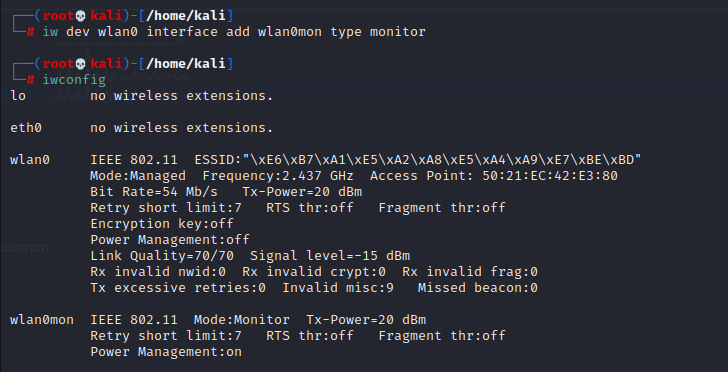 ┌──(root💀kali)-[/home/kali]
└─# iw dev wlan0 interface add wlan0mon type monitor
┌──(root💀kali)-[/home/kali]
└─# iwconfig
lo        no wireless extensions.
eth0      no wireless extensions.
wlan0     IEEE 802.11  ESSID:"\xE6\xB7\xA1\xE5\xA2\xA8\xE5\xA4\xA9\xE7\xBE\xBD"
          Mode:Managed  Frequency:2.437 GHz  Access Point: 50:21:EC:42:E3:80
          Bit Rate=54 Mb/s   Tx-Power=20 dBm
          Retry short limit:7   RTS thr:off   Fragment thr:off
          Encryption key:off
          Power Management:off
          Link Quality=70/70  Signal level=-15 dBm
          Rx invalid nwid:0  Rx invalid crypt:0  Rx invalid frag:0
          Tx excessive retries:0  Invalid misc:9   Missed beacon:0
wlan0mon  IEEE 802.11  Mode:Monitor  Tx-Power=20 dBm
          Retry short limit:7   RTS thr:off   Fragment thr:off
          Power Management:on